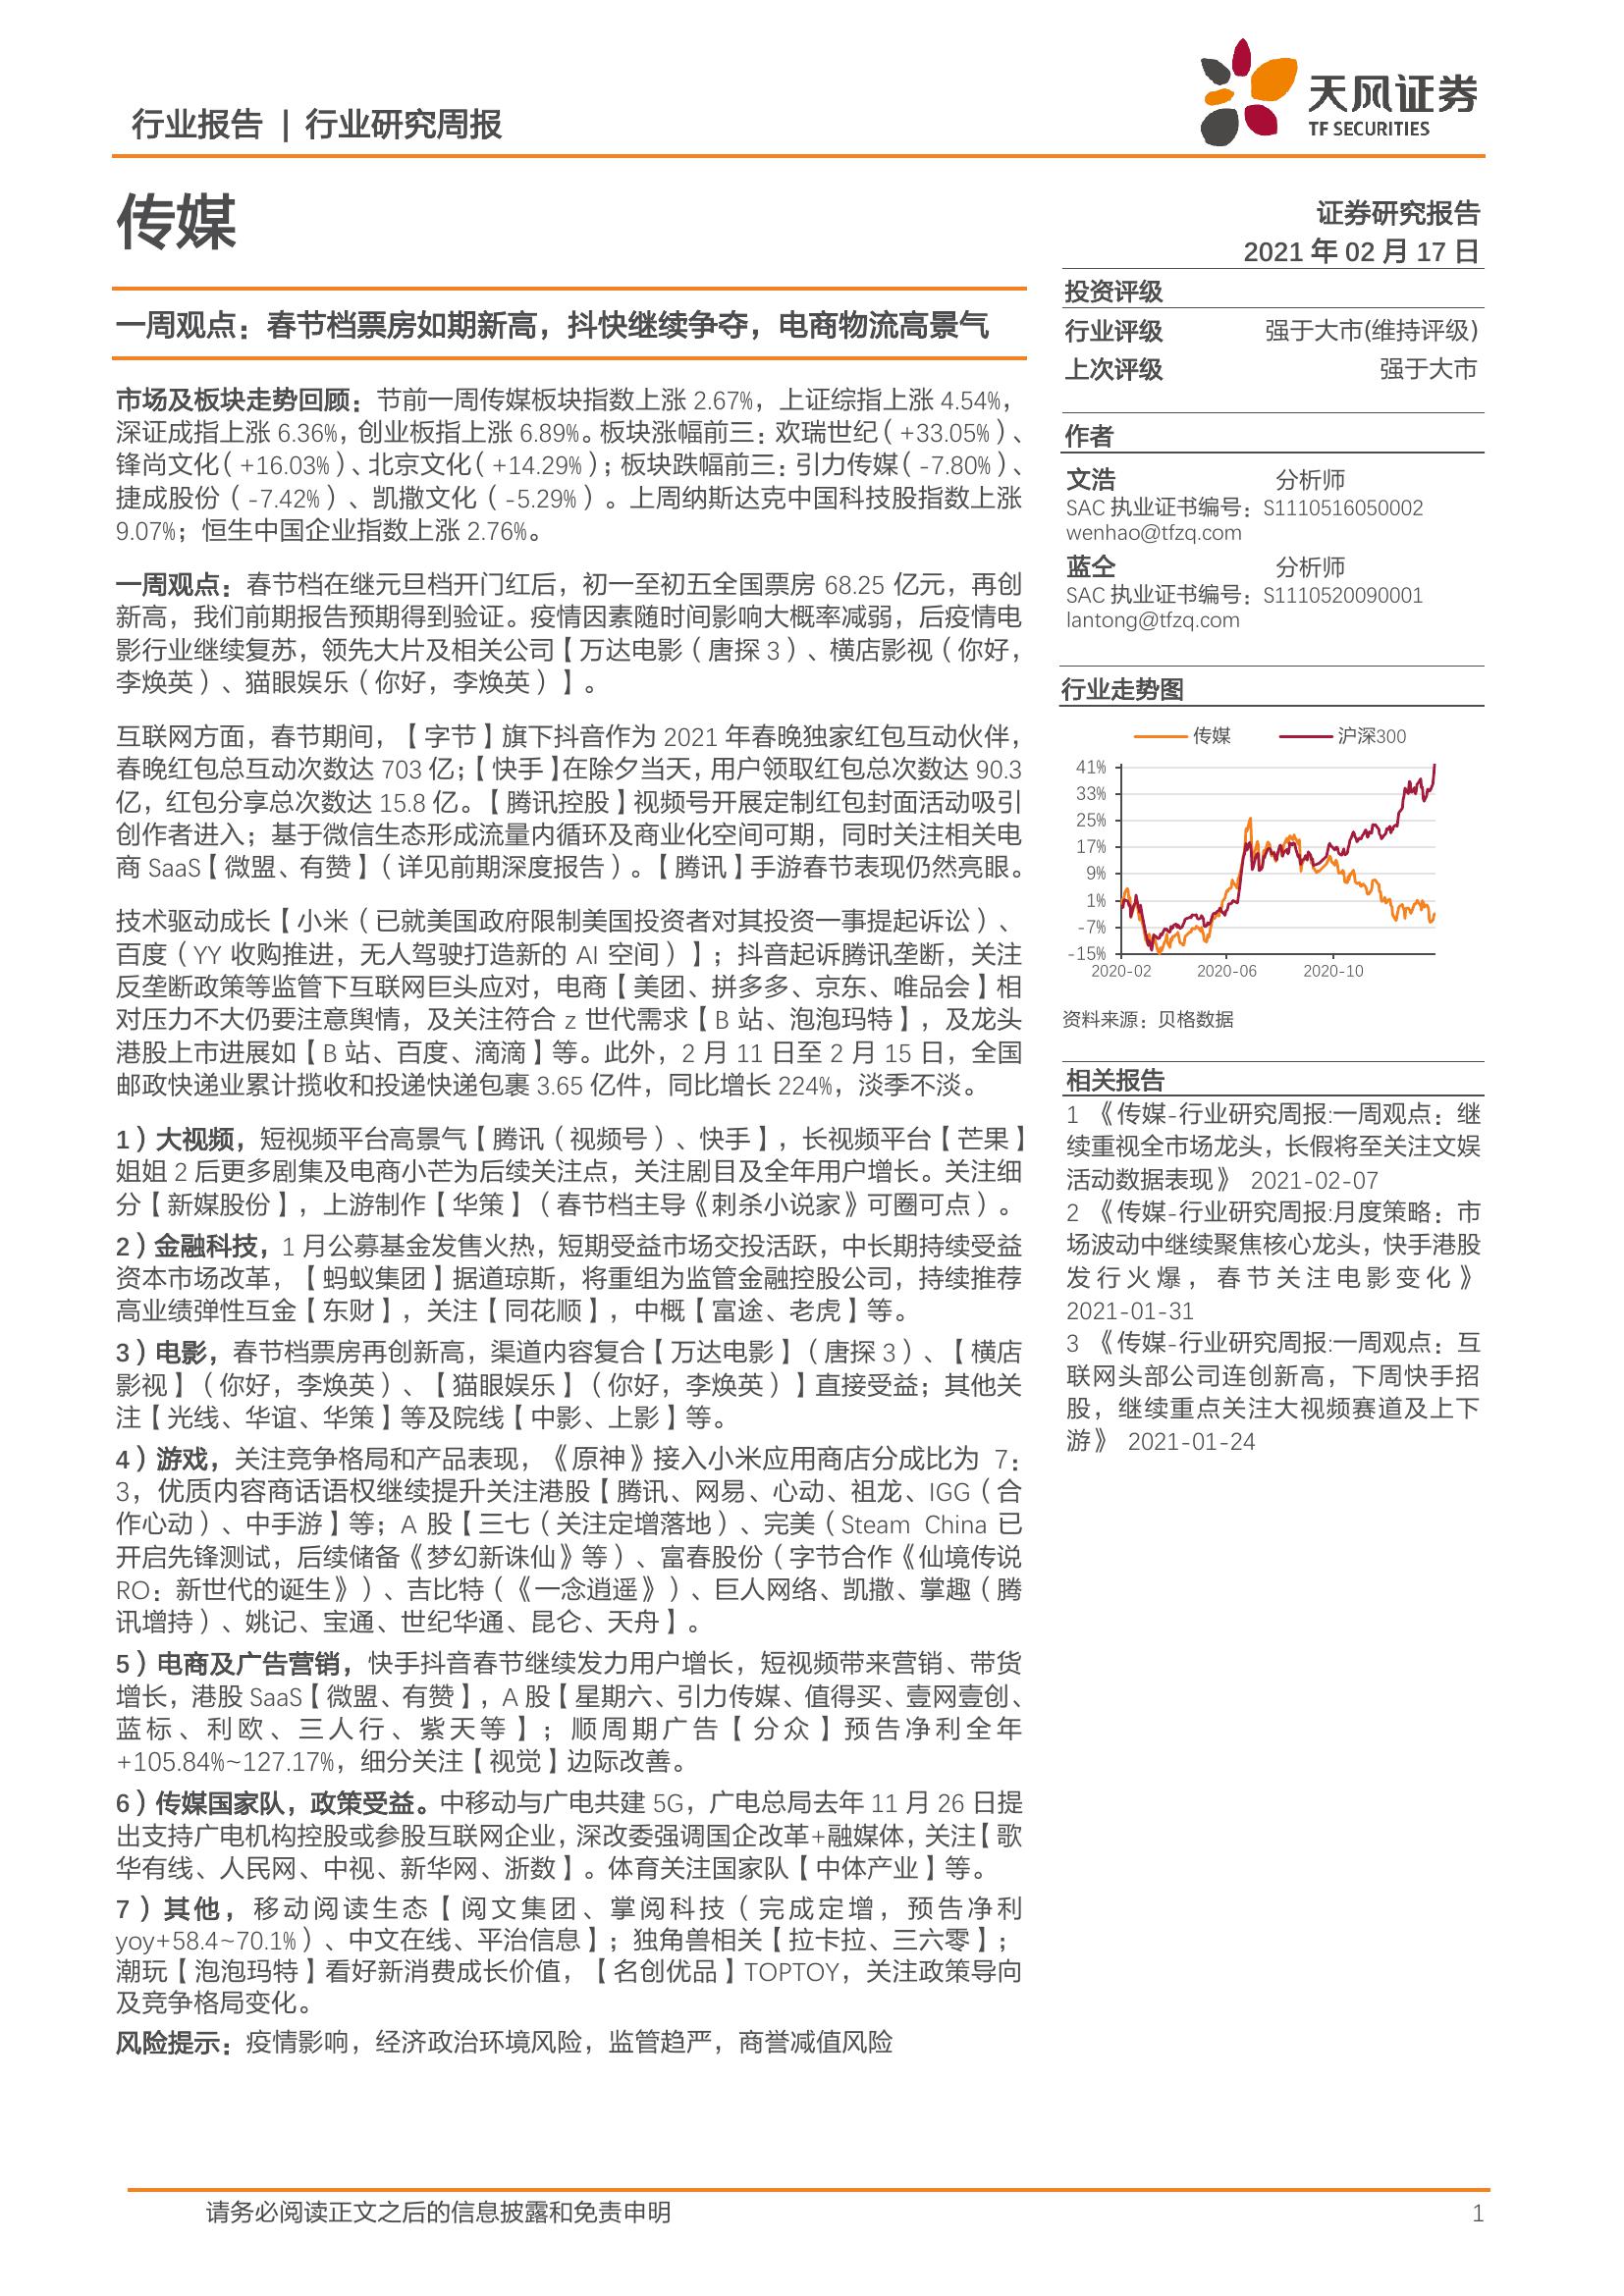 行业报告 | 行业研究周报
天风证券
TF SECURITIES
传媒
证券研究报告
2021 年 02 月 17 日
一周观点：春节档票房如期新高，抖快继续争夺，电商物流高景气
市场及板块走势回顾：节前一周传媒板块指数上涨 2.67%，上证综指上涨 4.54%，
深证成指上涨 6.36%，创业板指上涨 6.89%。板块涨幅前三：欢瑞世纪（+33.05%）、
锋尚文化（+16.03%）、北京文化（+14.29%）；板块跌幅前三：引力传媒（-7.80%）、
捷成股份（-7.42%）、凯撒文化（-5.29%）。上周纳斯达克中国科技股指数上涨
9.07%；恒生中国企业指数上涨 2.76%。
一周观点：春节档在继元旦档开门红后，初一至初五全国票房 68.25 亿元，再创
新高，我们前期报告预期得到验证。疫情因素随时间影响大概率减弱，后疫情电
影行业继续复苏，领先大片及相关公司【万达电影（唐探 3）、横店影视（你好，
李焕英）、猫眼娱乐（你好，李焕英）】。
互联网方面，春节期间，【字节】旗下抖音作为 2021 年春晚独家红包互动伙伴，
春晚红包总互动次数达 703 亿；【快手】在除夕当天，用户领取红包总次数达 90.3
亿，红包分享总次数达 15.8 亿。【腾讯控股】视频号开展定制红包封面活动吸引
创作者进入；基于微信生态形成流量内循环及商业化空间可期，同时关注相关电
商 SaaS【微盟、有赞】（详见前期深度报告）。【腾讯】手游春节表现仍然亮眼。
技术驱动成长【小米（已就美国政府限制美国投资者对其投资一事提起诉讼）、
百度（YY 收购推进，无人驾驶打造新的 AI 空间）】；抖音起诉腾讯垄断，关注
反垄断政策等监管下互联网巨头应对，电商【美团、拼多多、京东、唯品会】相
对压力不大仍要注意舆情，及关注符合 z 世代需求【B 站、泡泡玛特】，及龙头
港股上市进展如【B 站、百度、滴滴】等。此外，2 月 11 日至 2 月 15 日，全国
邮政快递业累计揽收和投递快递包裹 3.65 亿件，同比增长 224%，淡季不淡。
1）大视频，短视频平台高景气【腾讯（视频号）、快手】，长视频平台【芒果】
姐姐 2 后更多剧集及电商小芒为后续关注点，关注剧目及全年用户增长。关注细
分【新媒股份】，上游制作【华策】（春节档主导《刺杀小说家》可圈可点）。
2）金融科技，1 月公募基金发售火热，短期受益市场交投活跃，中长期持续受益
资本市场改革，【蚂蚁集团】据道琼斯，将重组为监管金融控股公司，持续推荐
高业绩弹性互金【东财】，关注【同花顺】，中概【富途、老虎】等。
3）电影，春节档票房再创新高，渠道内容复合【万达电影】（唐探 3）、【横店
影视】（你好，李焕英）、【猫眼娱乐】（你好，李焕英）】直接受益；其他关
注【光线、华谊、华策】等及院线【中影、上影】等。
4）游戏，关注竞争格局和产品表现，《原神》接入小米应用商店分成比为 7：
3，优质内容商话语权继续提升关注港股【腾讯、网易、心动、祖龙、IGG（合
作心动）、中手游】等；A 股【三七（关注定增落地）、完美（Steam China 已
开启先锋测试，后续储备《梦幻新诛仙》等）、富春股份（字节合作《仙境传说
RO：新世代的诞生》）、吉比特（《一念逍遥》）、巨人网络、凯撒、掌趣（腾
讯增持）、姚记、宝通、世纪华通、昆仑、天舟】。
5）电商及广告营销，快手抖音春节继续发力用户增长，短视频带来营销、带货
增长，港股 SaaS【微盟、有赞】，A 股【星期六、引力传媒、值得买、壹网壹创、
蓝标、利欧、三人行、紫天等】；顺周期广告【分众】预告净利全年
+105.84%~127.17%，细分关注【视觉】边际改善。
6）传媒国家队，政策受益。中移动与广电共建 5G，广电总局去年 11 月 26 日提
出支持广电机构控股或参股互联网企业，深改委强调国企改革+融媒体，关注【歌
华有线、人民网、中视、新华网、浙数】。体育关注国家队【中体产业】等。
7）其他，移动阅读生态【阅文集团、掌阅科技（完成定增，预告净利
yoy+58.4~70.1%）、中文在线、平治信息】；独角兽相关【拉卡拉、三六零】；
潮玩【泡泡玛特】看好新消费成长价值，【名创优品】TOPTOY，关注政策导向
及竞争格局变化。
风险提示：疫情影响，经济政治环境风险，监管趋严，商誉减值风险
投资评级
行业评级 强于大市(维持评级)
上次评级 强于大市
作者
文浩 分析师
SAC 执业证书编号：S1110516050002
wenhao@tfzq.com
蓝仝 分析师
SAC 执业证书编号：S1110520090001
lantong@tfzq.com
行业走势图
传媒 沪深300
41%
33%
25%
17%
9%
1%
-7%
-15%
2020-02 2020-06 2020-10
资料来源：贝格数据
相关报告
1 《传媒-行业研究周报:一周观点：继
续重视全市场龙头，长假将至关注文娱
活动数据表现》 2021-02-07
2 《传媒-行业研究周报:月度策略：市
场波动中继续聚焦核心龙头，快手港股
发行火爆，春节关注电影变化》
2021-01-31
3 《传媒-行业研究周报:一周观点：互
联网头部公司连创新高，下周快手招
股，继续重点关注大视频赛道及上下
游》 2021-01-24
请务必阅读正文之后的信息披露和免责申明 1